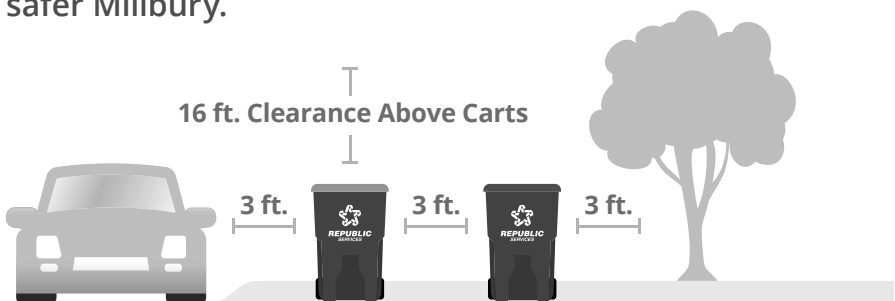 safer Millbury.
16 ft. Clearance Above Carts
3 ft.
3 ft.
3 ft.
REPUBLIC
SERVICES
REPUBLIC
SERVICES